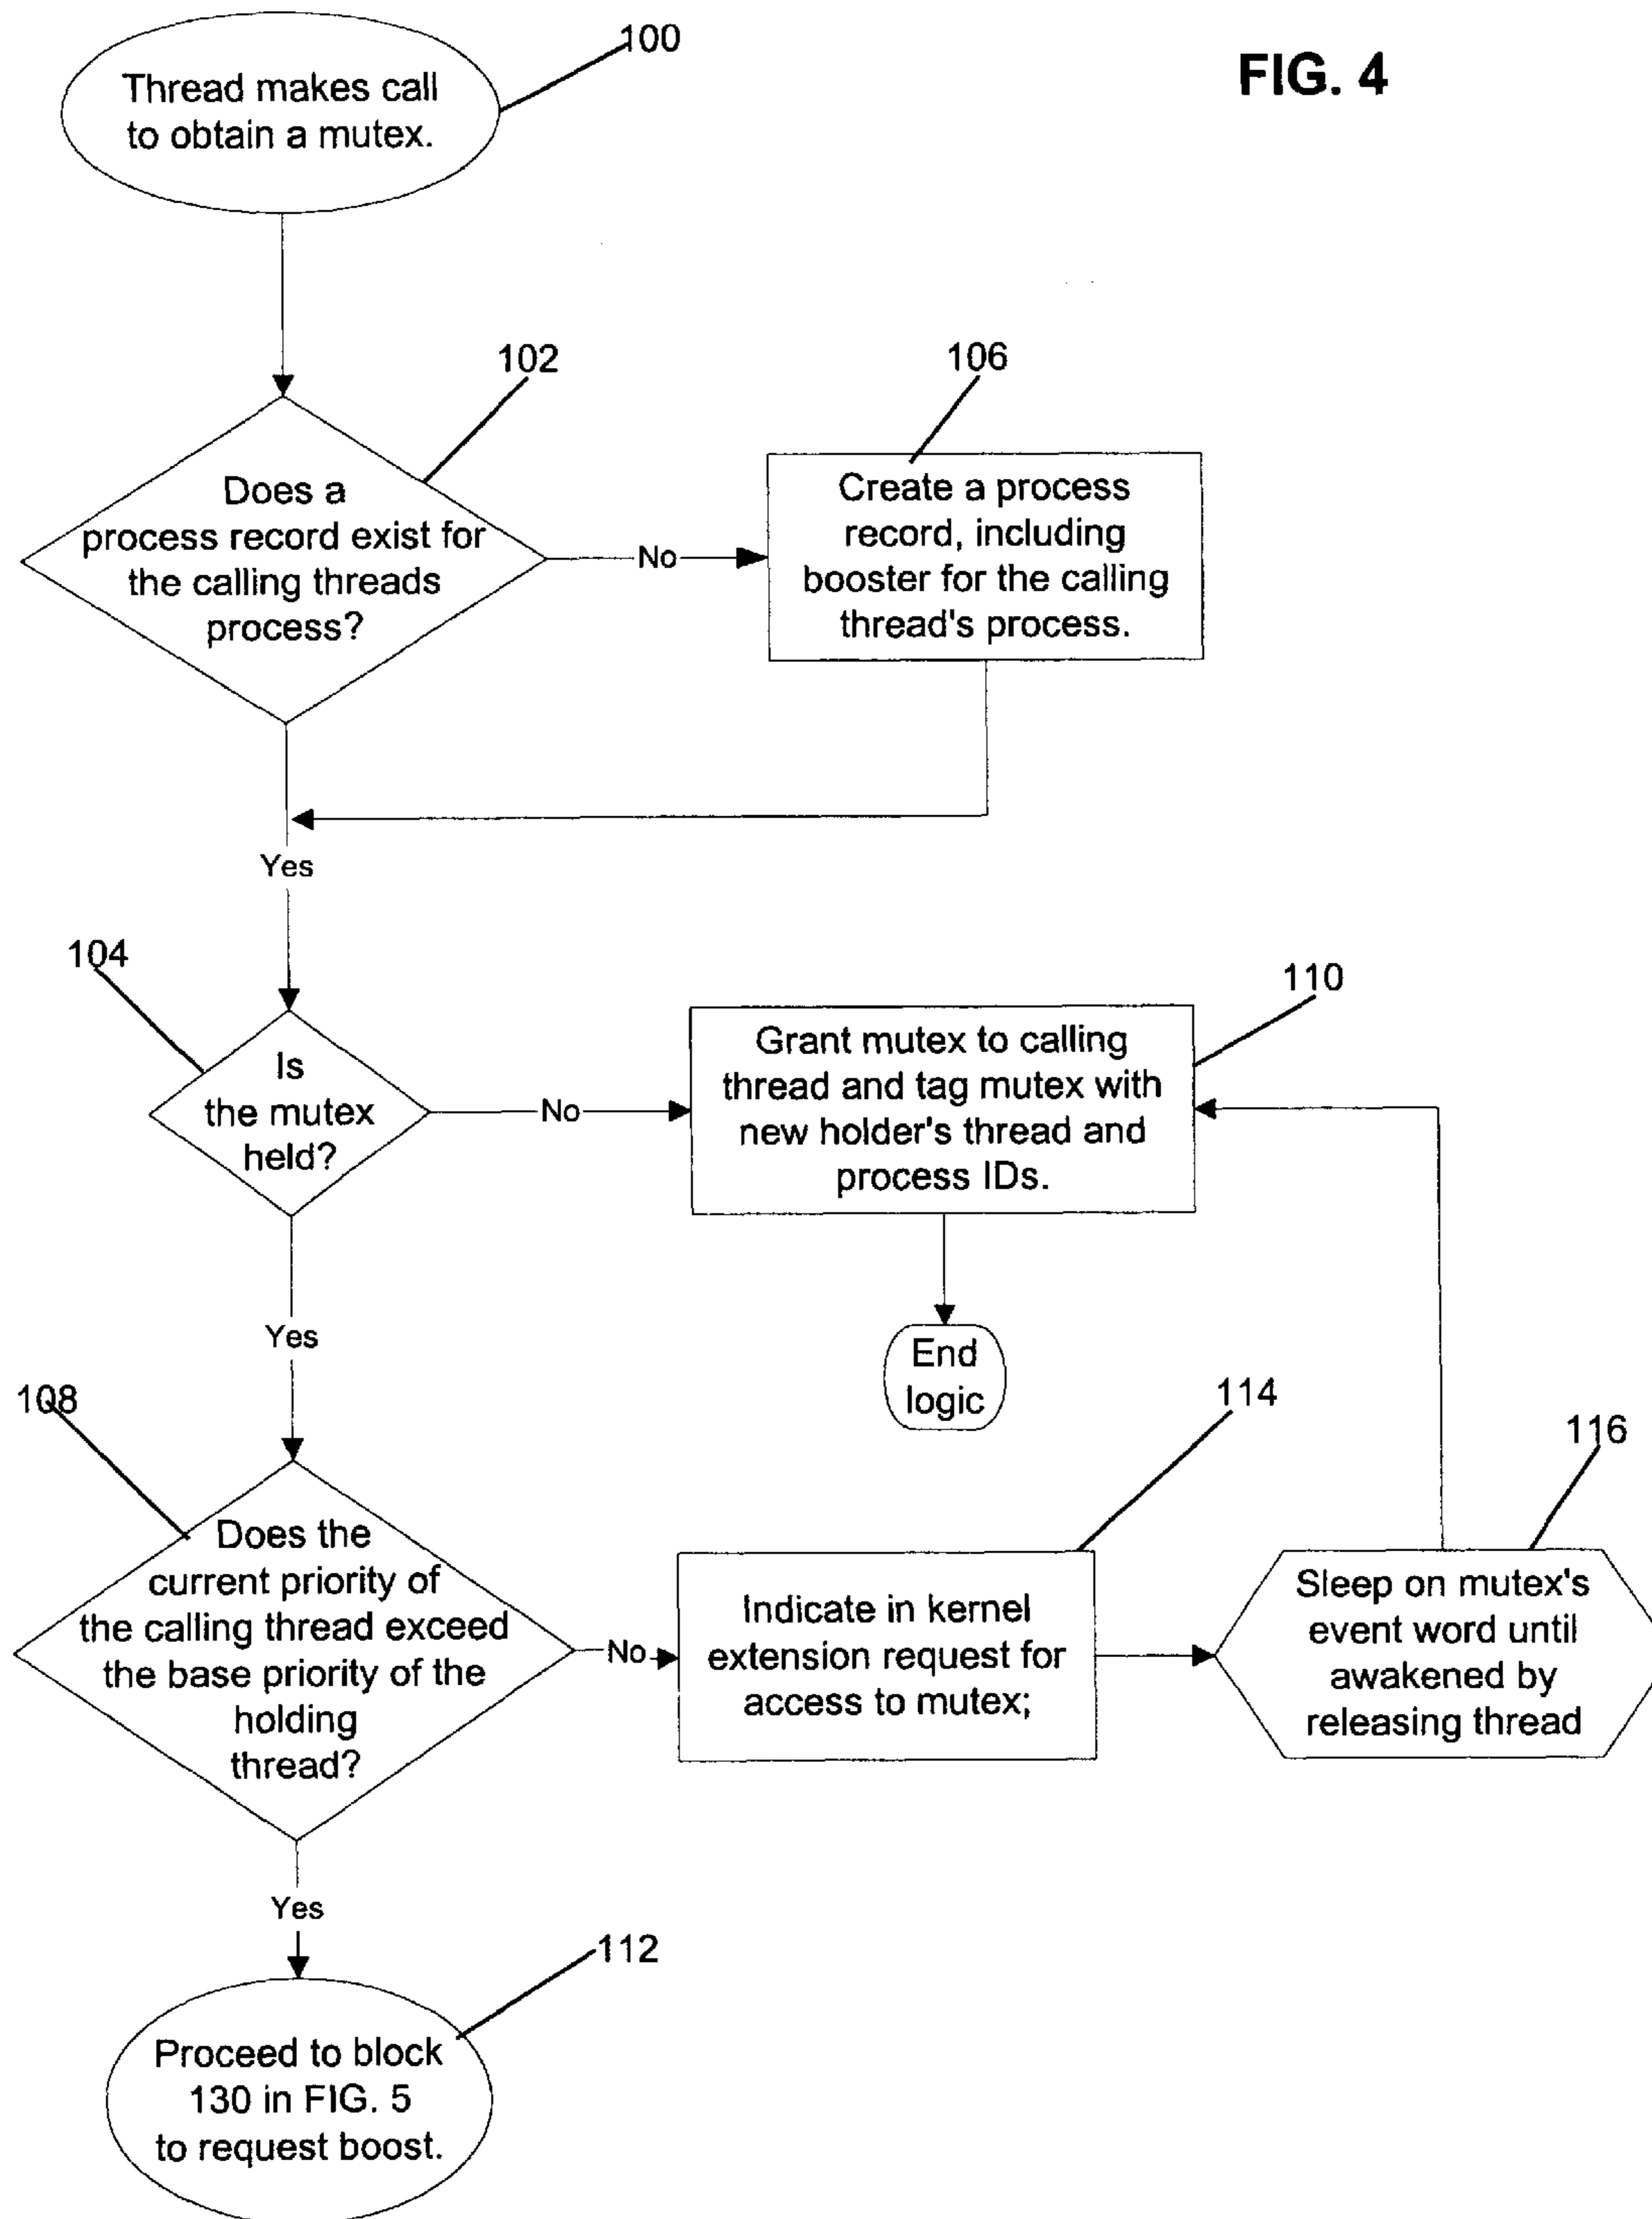 100
FIG. 4
Thread makes call
to obtain a mutex.
102
106
Does a
process record exist for
the calling threads
process?
No
Create a process
record, including
booster for the calling
thread's process.
Yes
104
110
Is
the mutex
held?
No
Grant mutex to calling
thread and tag mutex with
new holder's thread and
process IDs.
Yes
End
logic
108
114
116
Does the
current priority of
the calling thread exceed
the base priority of the
holding
thread?
No
Indicate in kernel
extension request for
access to mutex;
Sleep on mutex's
event word until
awakened by
releasing thread
Yes
112
Proceed to block
130 in FIG. 5
to request boost.